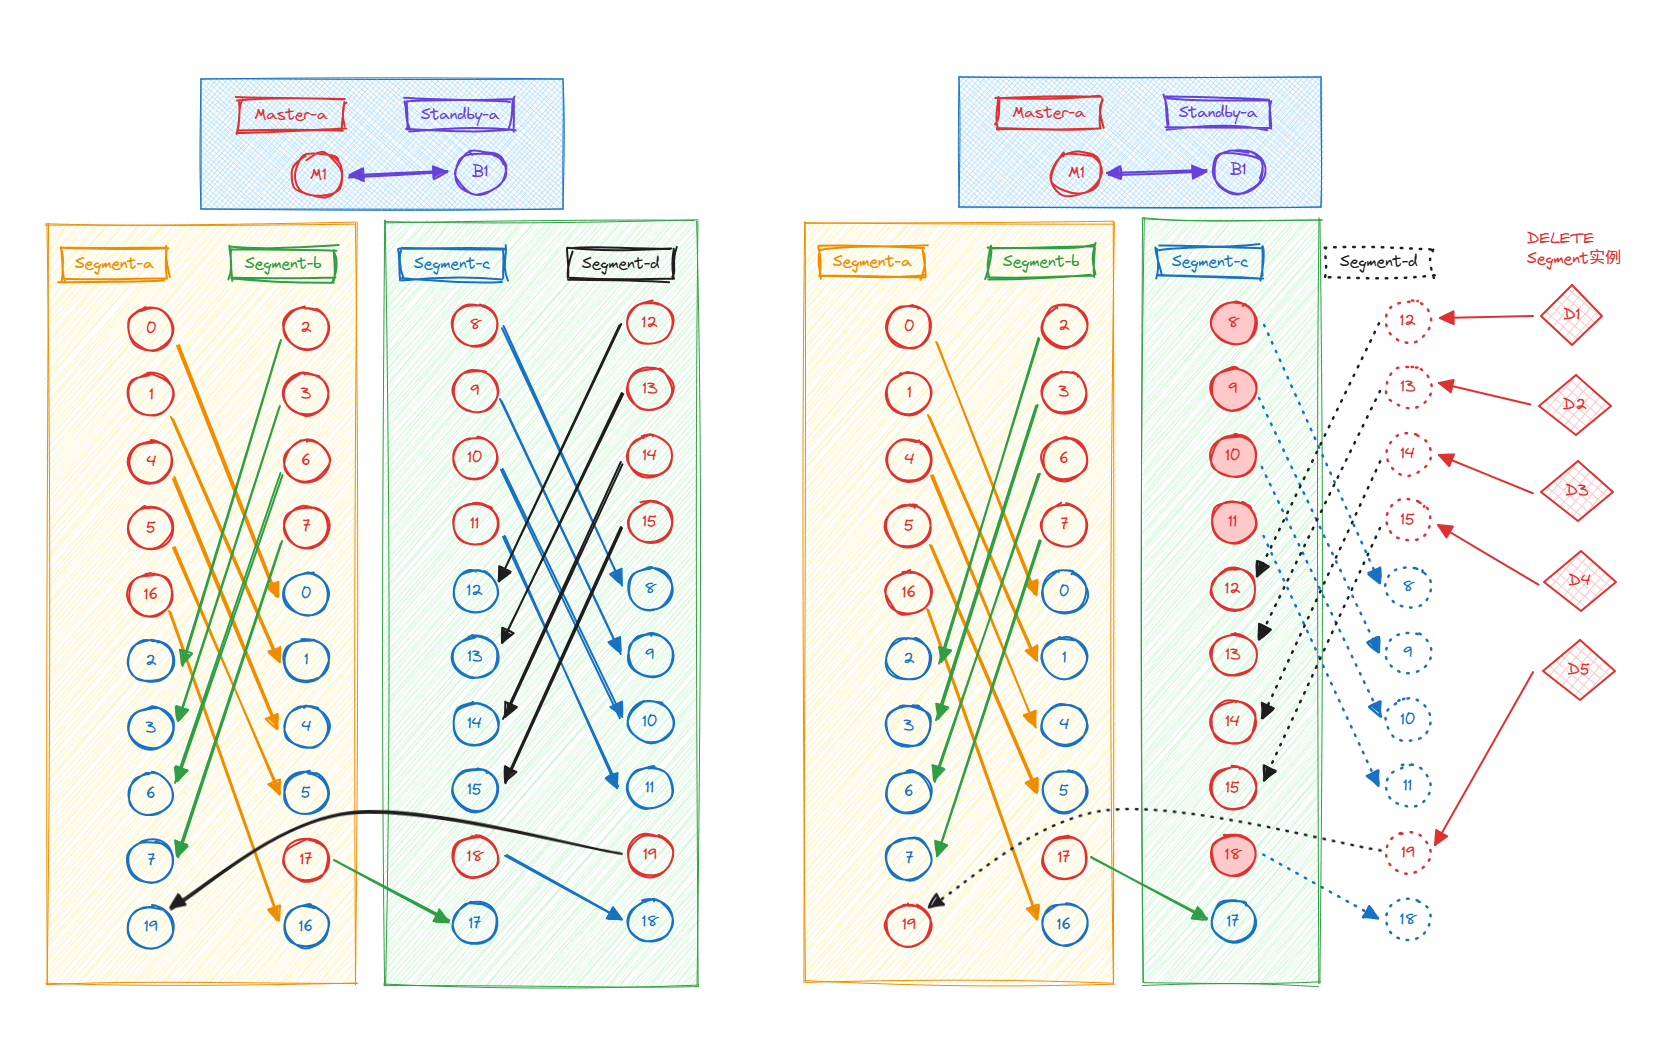 Master-a Standby-a
M1 B1
Segment-a Segment-b Segment-c Segment-d
0 2 8 12
1 3 9 13
4 6 10 14
5 7 11 15
16 0 12 8
2 1 13 9
3 4 14 10
6 5 15 11
7 17 18 19
19 16 17 18
Master-a Standby-a
M1 B1
DELETE
Segment实例
Segment-a Segment-b Segment-c Segment-d
0 2 8 12 D1
1 3 9 13 D2
4 6 10 14 D3
5 7 11 15 D4
16 0 12 8
2 1 13 9 D5
3 4 14 10
6 5 15 11
7 17 18 19
19 16 17 18